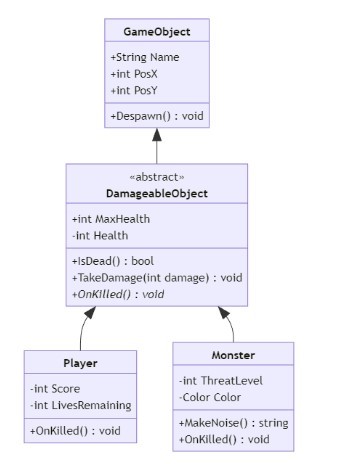 GameObject
+String Name
+int PosX
+int PosY
+Despawn() : void
«abstract»
DamageableObject
+int MaxHealth
-int Health
+IsDead() : bool
+TakeDamage(int damage) : void
+OnKilled() : void
Player
-int Score
-int LivesRemaining
+OnKilled() : void
Monster
-int ThreatLevel
-Color Color
+MakeNoise() : string
+OnKilled() : void